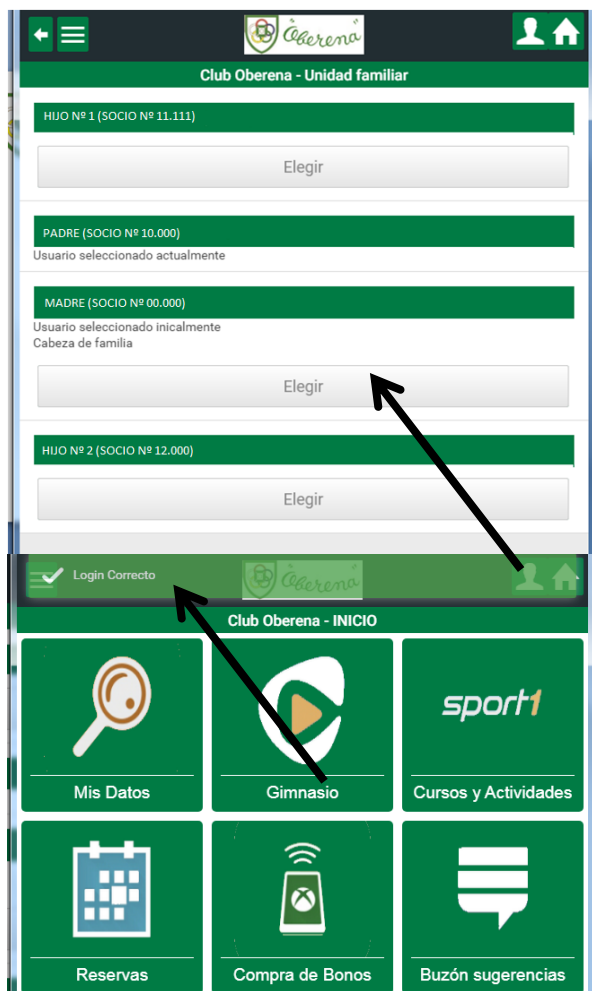 Oberena
Club Oberena - Unidad familiar
HIJO Nº 1 (SOCIO Nº 11.111)
Elegir
PADRE (SOCIO Nº 10.000)
Usuario seleccionado actualmente
MADRE (SOCIO Nº 00.000)
Usuario seleccionado inicalmente
Cabeza de familia
Elegir
HIJO Nº 2 (SOCIO Nº 12.000)
Elegir
Login Correcto
Oberena
Club Oberena - INICIO
sport1
Mis Datos
Gimnasio
Cursos y Actividades
Reservas
Compra de Bonos
Buzón sugerencias